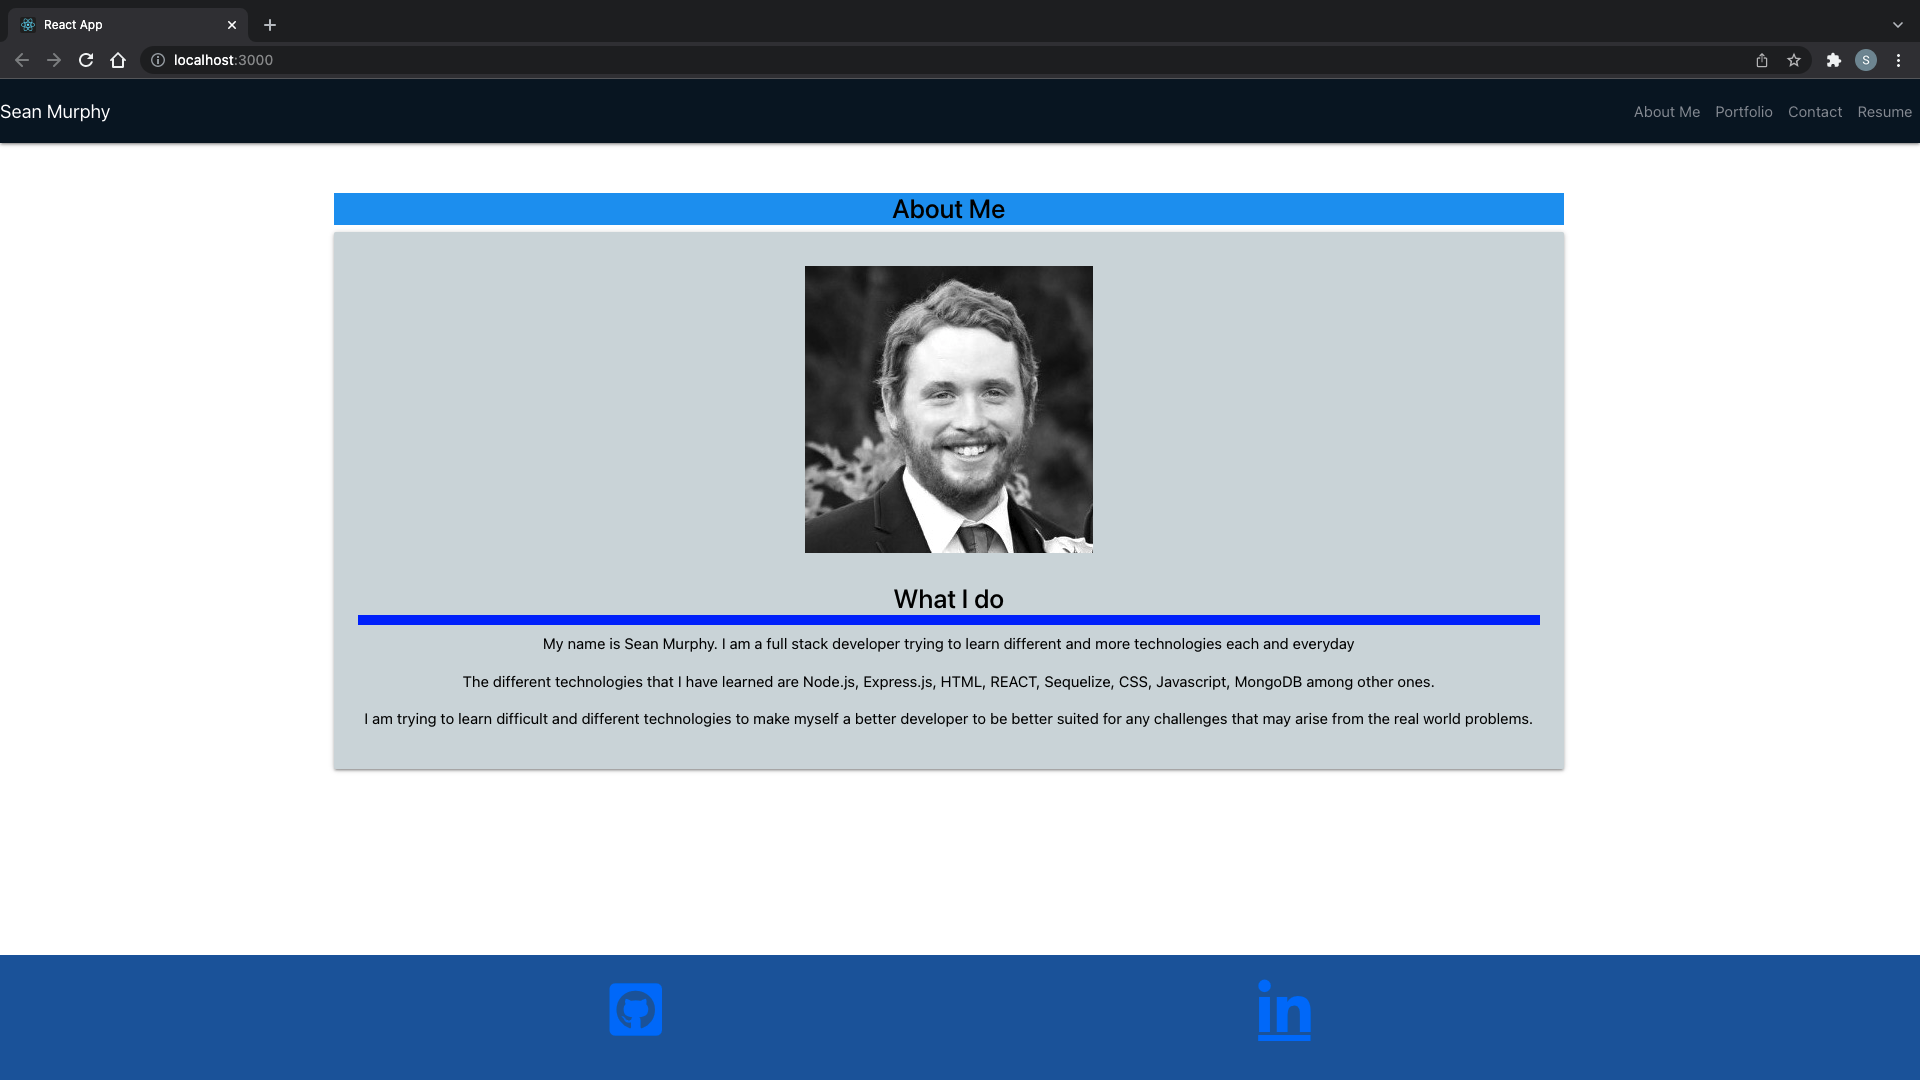 React App
localhost:3000
S
Sean Murphy
About Me
Portfolio
Contact
Resume
About Me
What I do
My name is Sean Murphy. I am a full stack developer trying to learn different and more technologies each and everyday
The different technologies that I have learned are Node.js, Express.js, HTML, REACT, Sequelize, CSS, Javascript, MongoDB among other ones.
I am trying to learn difficult and different technologies to make myself a better developer to be better suited for any challenges that may arise from the real world problems.
in